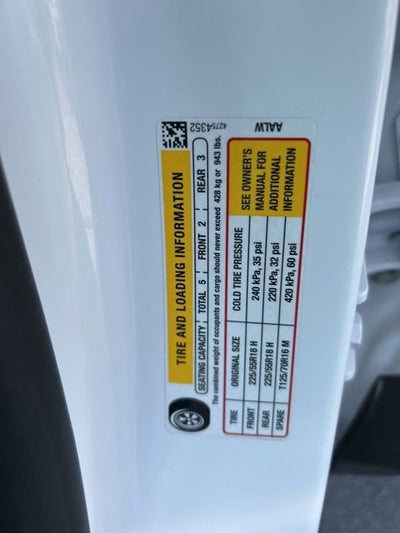 TIRE AND LOADING INFORMATION
SEATING CAPACITY TOTAL 5 FRONT 2 REAR 3
The combined weight of occupants and cargo should never exceed 428 kg or 943 lbs.
TIRE ORIGINAL SIZE COLD TIRE PRESSURE
FRONT 225/55R18 H 240 kPa, 35 psi
REAR 225/55R18 H 220 kPa, 32 psi
SPARE T125/70R16 M 420 kPa, 60 psi
SEE OWNER'S
MANUAL FOR
ADDITIONAL
INFORMATION
42754352
AALW